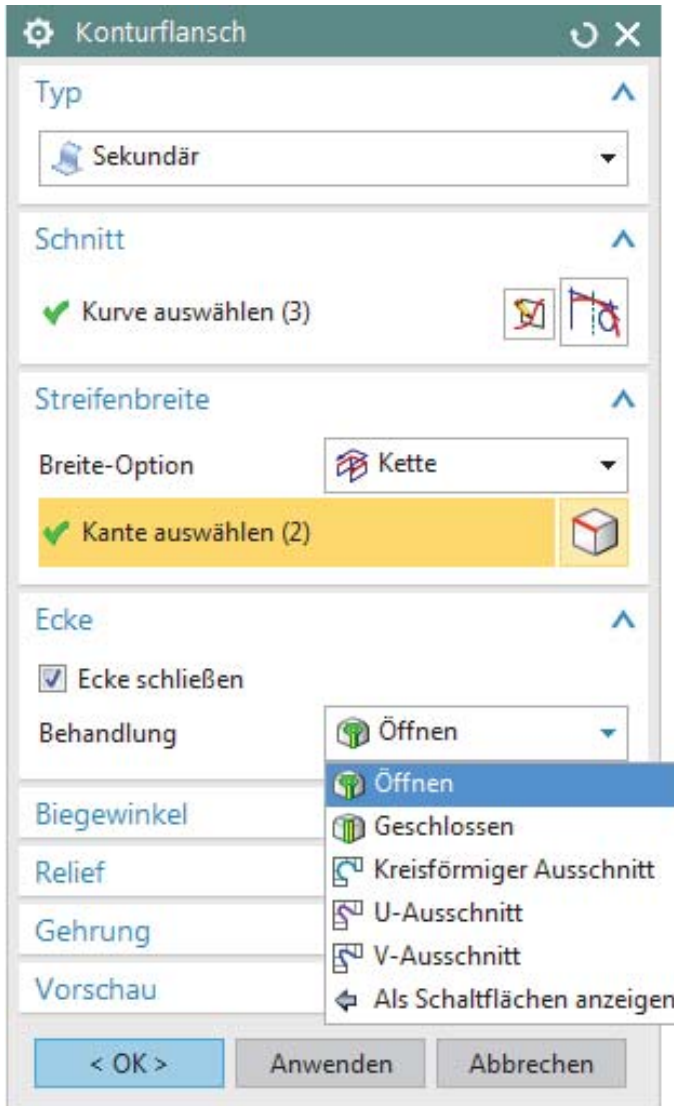 Konturflansch
Typ
Sekundär
Schnitt
Kurve auswählen (3)
Streifenbreite
Breite-Option
Kette
Kante auswählen (2)
Ecke
Ecke schließen
Behandlung
Öffnen
Öffnen
Geschlossen
Kreisförmiger Ausschnitt
U-Ausschnitt
V-Ausschnitt
Als Schaltflächen anzeigen
Biegewinkel
Relief
Gehrung
Vorschau
< OK >
Anwenden
Abbrechen